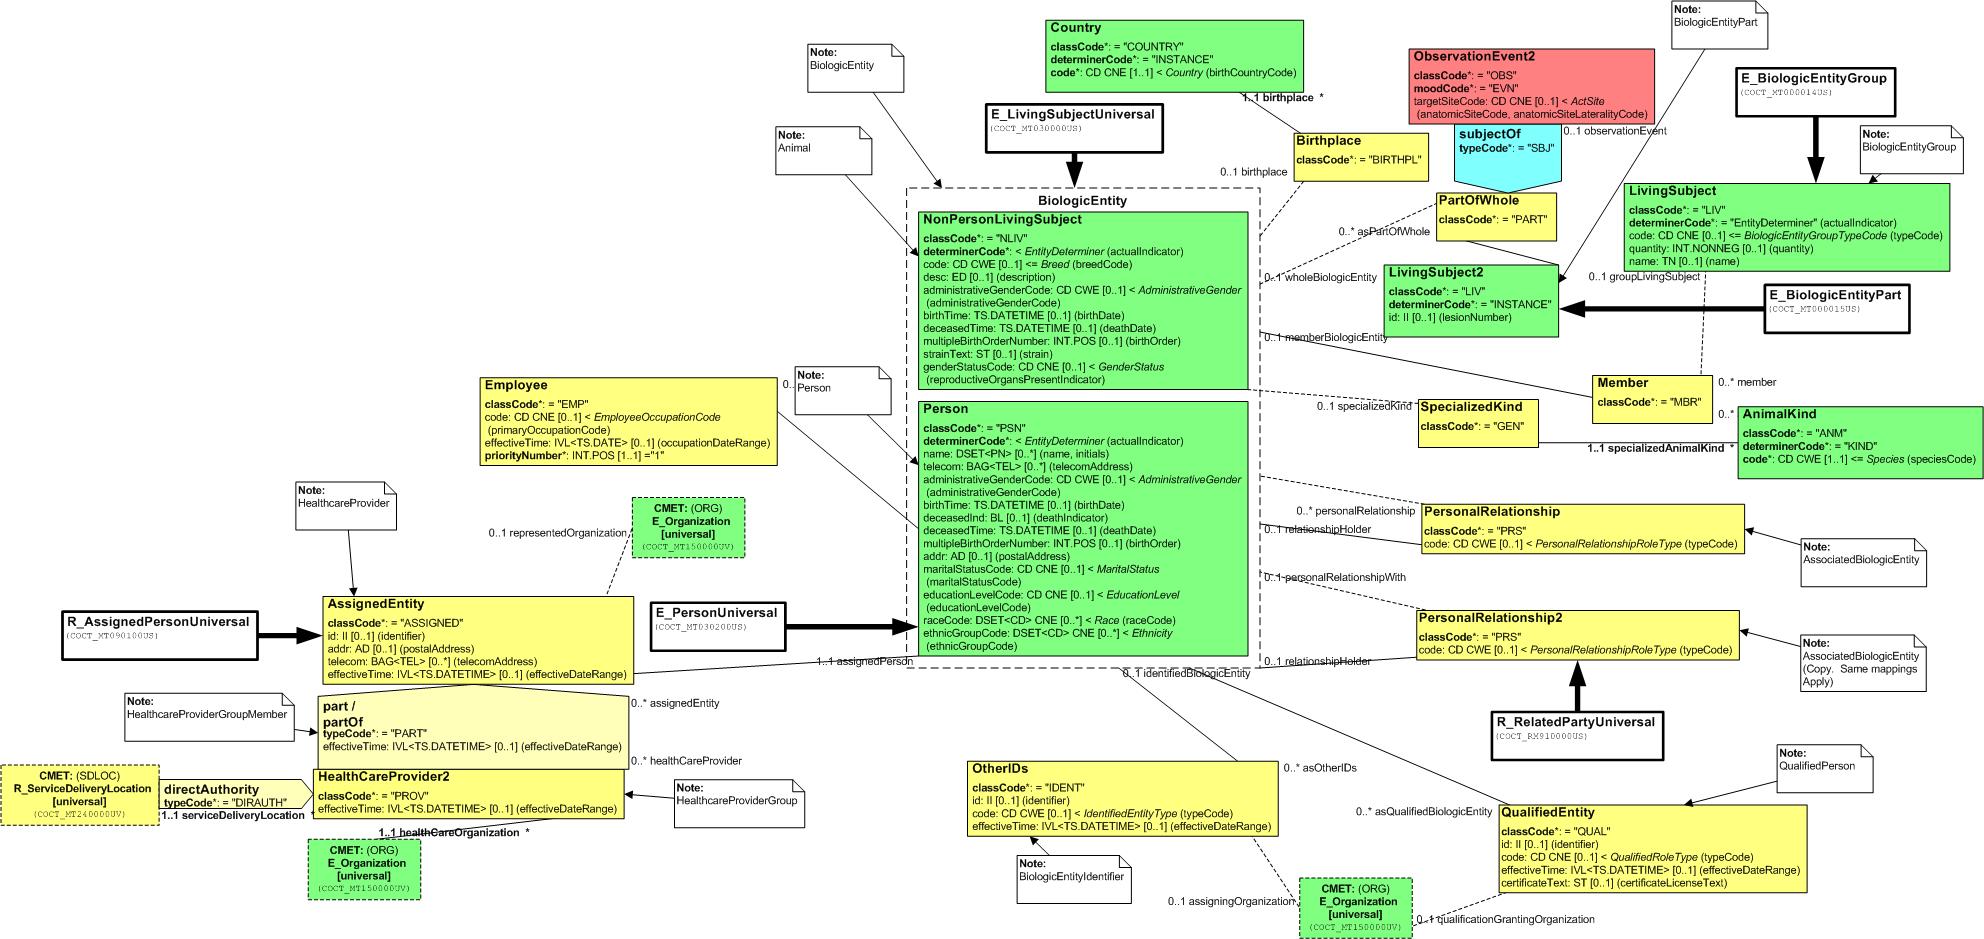 Note:
BiologicEntityPart
Country
classCode*: = "COUNTRY"
determinerCode*: = "INSTANCE"
code*: CD CNE [1..1] < Country (birthCountryCode)
1..1 birthplace *
Note:
BiologicEntity
ObservationEvent2
classCode*: = "OBS"
moodCode*: = "EVN"
targetSiteCode: CD CNE [0..1] < ActSite
(anatomicSiteCode, anatomicSiteLateralityCode)
0..1 observationEvent
E_BiologicEntityGroup
(COCT_MT000014US)
E_LivingSubjectUniversal
(COCT_MT030000US)
Note:
Animal
Birthplace
classCode*: = "BIRTHPL"
0..1 birthplace
subjectOf
typeCode*: = "SBJ"
Note:
BiologicEntityGroup
PartOfWhole
classCode*: = "PART"
0..* asPartOfWhole
LivingSubject
classCode*: = "LIV"
determinerCode*: = "EntityDeterminer" (actualIndicator)
code: CD CNE [0..1] <= BiologicEntityGroupTypeCode (typeCode)
quantity: INT.NONNEG [0..1] (quantity)
name: TN [0..1] (name)
0..1 groupLivingSubject
BiologicEntity
NonPersonLivingSubject
classCode*: = "NLIV"
determinerCode*: < EntityDeterminer (actualIndicator)
code: CD CWE [0..1] <= Breed (breedCode)
desc: ED [0..1] (description)
administrativeGenderCode: CD CWE [0..1] < AdministrativeGender
(administrativeGenderCode)
birthTime: TS.DATETIME [0..1] (birthDate)
deceasedTime: TS.DATETIME [0..1] (deathDate)
multipleBirthOrderNumber: INT.POS [0..1] (birthOrder)
strainText: ST [0..1] (strain)
genderStatusCode: CD CNE [0..1] < GenderStatus
(reproductiveOrgansPresentIndicator)
0..1 wholeBiologicEntity
LivingSubject2
classCode*: = "LIV"
determinerCode*: = "INSTANCE"
id: II [0..1] (lesionNumber)
E_BiologicEntityPart
(COCT_MT000015US)
0..1 memberBiologicEntity
Member
classCode*: = "MBR"
0..* member
Employee
classCode*: = "EMP"
code: CD CNE [0..1] < EmployeeOccupationCode
(primaryOccupationCode)
effectiveTime: IVL<TS.DATE> [0..1] (occupationDateRange)
priorityNumber*: INT.POS [1..1] ="1"
0..
Note:
Person
0..1 specializedKind
SpecializedKind
classCode*: = "GEN"
0..*
1..1 specializedAnimalKind *
AnimalKind
classCode*: = "ANM"
determinerCode*: = "KIND"
code*: CD CWE [1..1] <= Species (speciesCode)
Person
classCode*: = "PSN"
determinerCode*: < EntityDeterminer (actualIndicator)
name: DSET<PN> [0..*] (name, initials)
telecom: BAG<TEL> [0..*] (telecomAddress)
administrativeGenderCode: CD CWE [0..1] < AdministrativeGender
(administrativeGenderCode)
birthTime: TS.DATETIME [0..1] (birthDate)
deceasedInd: BL [0..1] (deathIndicator)
deceasedTime: TS.DATETIME [0..1] (deathDate)
multipleBirthOrderNumber: INT.POS [0..1] (birthOrder)
addr: AD [0..1] (postalAddress)
maritalStatusCode: CD CNE [0..1] < MaritalStatus
(maritalStatusCode)
educationLevelCode: CD CNE [0..1] < EducationLevel
(educationLevelCode)
raceCode: DSET<CD> CNE [0..*] < Race (raceCode)
ethnicGroupCode: DSET<CD> CNE [0..*] < Ethnicity
(ethnicGroupCode)
Note:
HealthcareProvider
CMET: (ORG)
E_Organization
[universal]
(COCT_MT150000UV)
0..1 representedOrganization
0..* personalRelationship
0..1 relationshipHolder
PersonalRelationship
classCode*: = "PRS"
code: CD CWE [0..1] < PersonalRelationshipRoleType (typeCode)
Note:
AssociatedBiologicEntity
0..1 personalRelationshipWith
R_AssignedPersonUniversal
(COCT_MT090100US)
AssignedEntity
classCode*: = "ASSIGNED"
id: II [0..1] (identifier)
addr: AD [0..1] (postalAddress)
telecom: BAG<TEL> [0..*] (telecomAddress)
effectiveTime: IVL<TS.DATETIME> [0..1] (effectiveDateRange)
E_PersonUniversal
(COCT_MT030200US)
PersonalRelationship2
classCode*: = "PRS"
code: CD CWE [0..1] < PersonalRelationshipRoleType (typeCode)
Note:
AssociatedBiologicEntity
(Copy. Same mappings
Apply)
1..1 assignedPerson
0..1 relationshipHolder
0..1 identifiedBiologicEntity
Note:
HealthcareProviderGroupMember
part /
partOf
typeCode*: = "PART"
effectiveTime: IVL<TS.DATETIME> [0..1] (effectiveDateRange)
0..* assignedEntity
0..* healthCareProvider
R_RelatedPartyUniversal
(COCT_RM910000US)
Note:
QualifiedPerson
CMET: (SDLOC)
R_ServiceDeliveryLocation
[universal]
(COCT_MT240000UV)
directAuthority
typeCode*: = "DIRAUTH"
1..1 serviceDeliveryLocation *
HealthCareProvider2
classCode*: = "PROV"
effectiveTime: IVL<TS.DATETIME> [0..1] (effectiveDateRange)
Note:
HealthcareProviderGroup
1..1 healthCareOrganization *
CMET: (ORG)
E_Organization
[universal]
(COCT_MT150000UV)
OtherIDs
classCode*: = "IDENT"
id: II [0..1] (identifier)
code: CD CWE [0..1] < IdentifiedEntityType (typeCode)
effectiveTime: IVL<TS.DATETIME> [0..1] (effectiveDateRange)
0..* asOtherIDs
0..* asQualifiedBiologicEntity
QualifiedEntity
classCode*: = "QUAL"
id: II [0..1] (identifier)
code: CD CNE [0..1] < QualifiedRoleType (typeCode)
effectiveTime: IVL<TS.DATETIME> [0..1] (effectiveDateRange)
certificateText: ST [0..1] (certificateLicenseText)
Note:
BiologicEntityIdentifier
0..1 assigningOrganization
CMET: (ORG)
E_Organization
[universal]
(COCT_MT150000UV)
0..1 qualificationGrantingOrganization